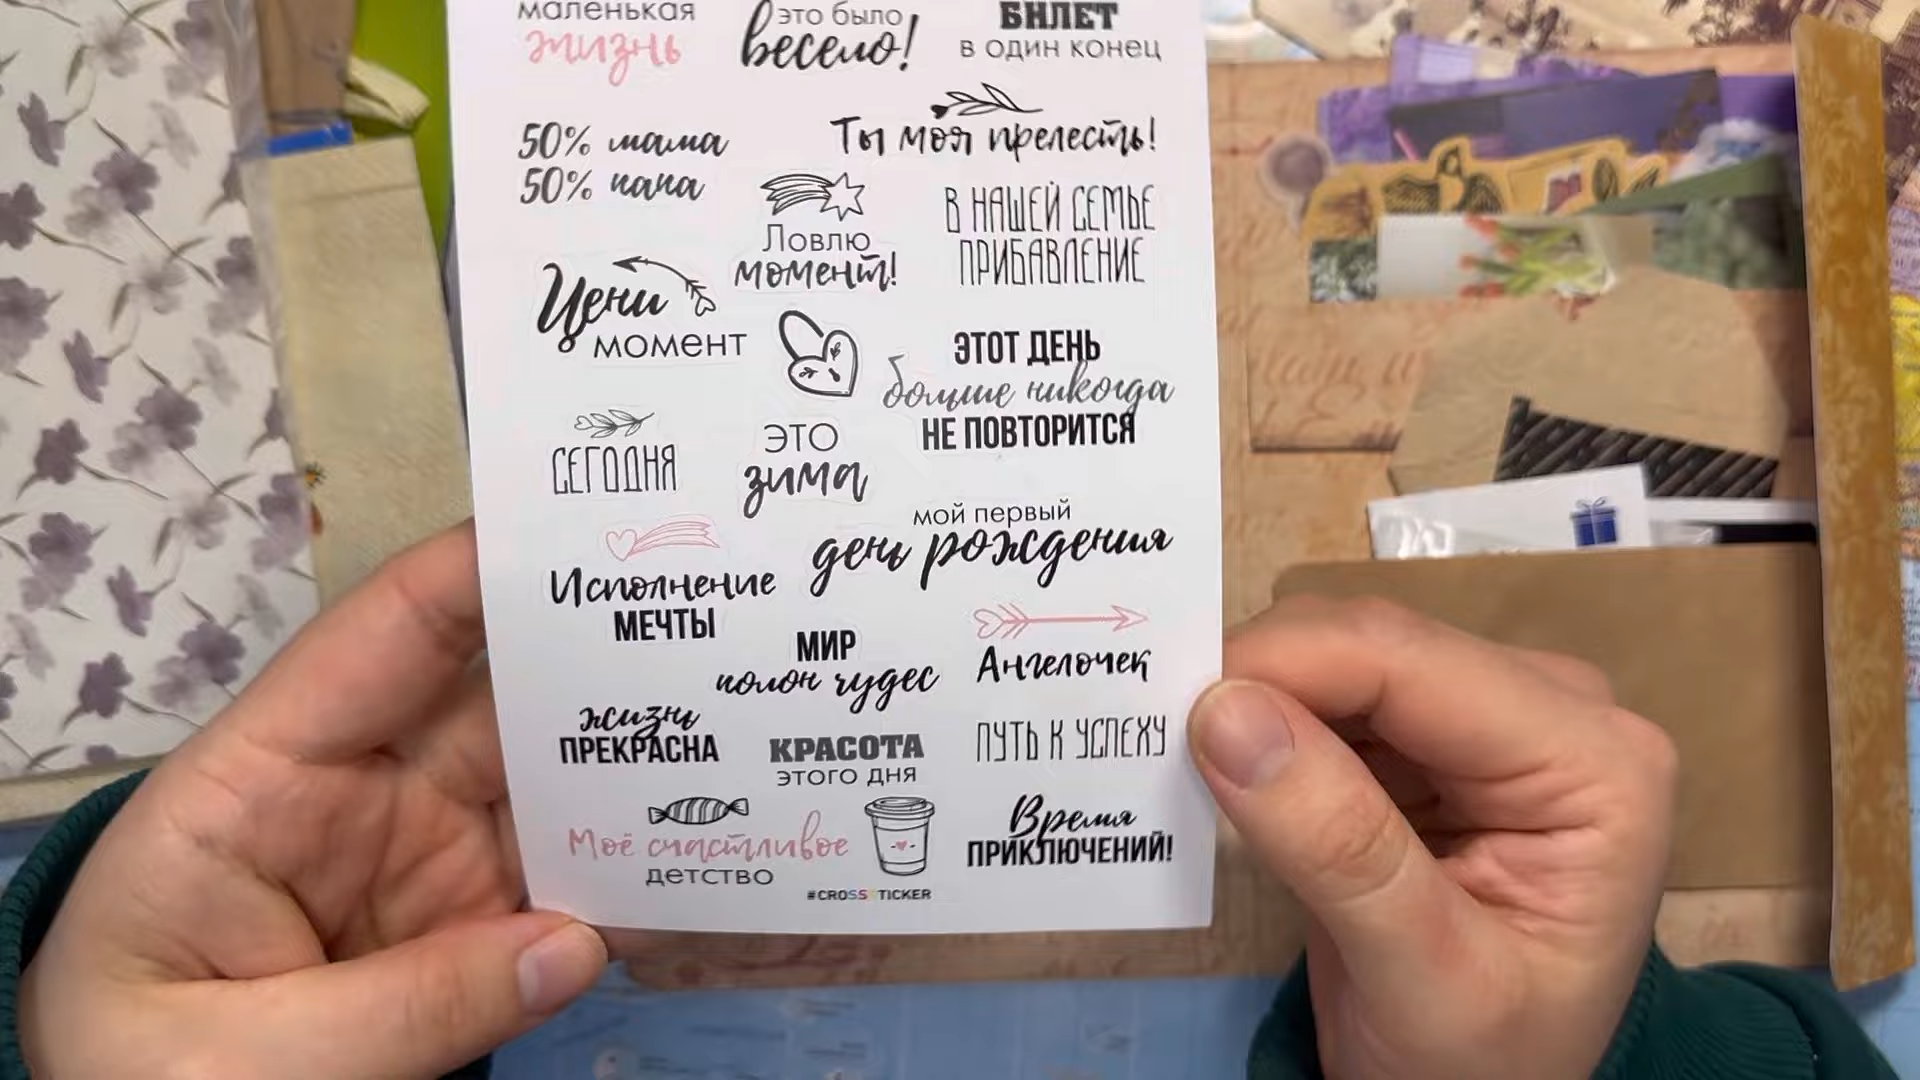 маленькая
жизнь
это было
весело!
БИЛЕТ
в один конец
50% мама
50% папа
Ты моя прелесть!
Ловлю
момент!
В НАШЕЙ СЕМЬЕ
ПРИБАВЛЕНИЕ
Цени
момент
ЭТОТ ДЕНЬ
больше никогда
НЕ ПОВТОРИТСЯ
СЕГОДНЯ
ЭТО
зима
мой первый
день рождения
Исполнение
МЕЧТЫ
МИР
полон чудес
Ангелочек
жизнь
ПРЕКРАСНА
КРАСОТА
этого дня
ПУТЬ К УСПЕХУ
Моё счастливое
детство
Время
ПРИКЛЮЧЕНИЙ!
#CROSSSTICKER